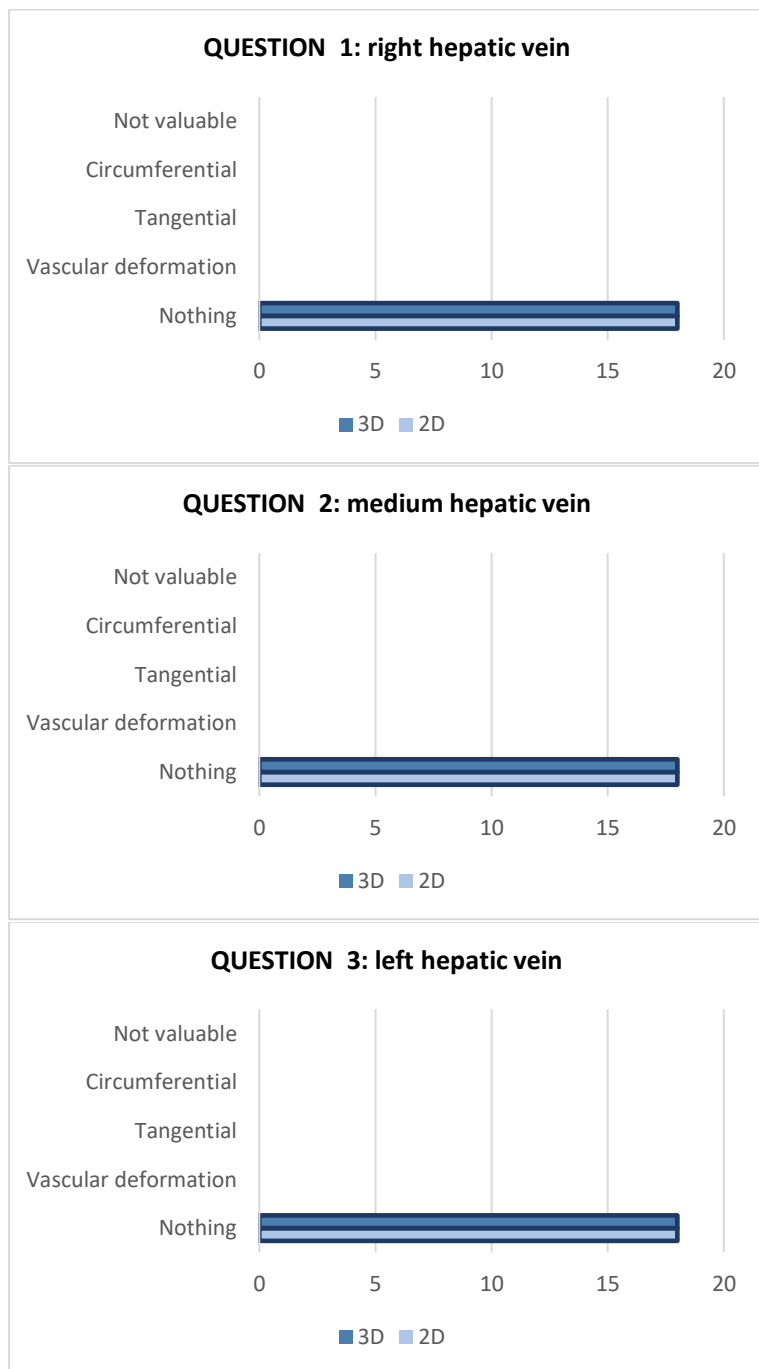 QUESTION 1: right hepatic vein
Not valuable
Circumferential
Tangential
Vascular deformation
Nothing
0 5 10 15 20
3D 2D
QUESTION 2: medium hepatic vein
Not valuable
Circumferential
Tangential
Vascular deformation
Nothing
0 5 10 15 20
3D 2D
QUESTION 3: left hepatic vein
Not valuable
Circumferential
Tangential
Vascular deformation
Nothing
0 5 10 15 20
3D 2D